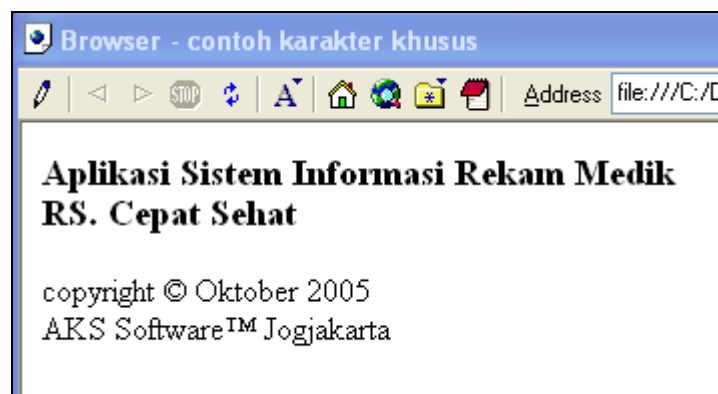 Browser - contoh karakter khusus
STOP A Address file:///C:/D
Aplikasi Sistem Informasi Rekam Medik
RS. Cepat Sehat
copyright © Oktober 2005
AKS Software™ Jogjakarta